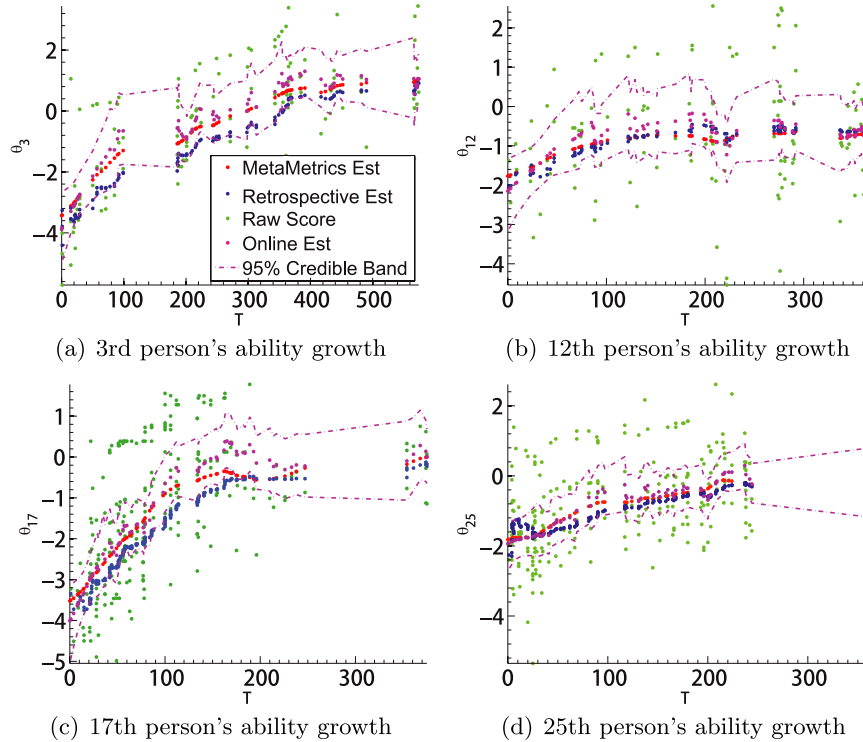 2
0
−2
−4
θ3
0 100 200 300 400 500
T
MetaMetrics Est
Retrospective Est
Raw Score
Online Est
95% Credible Band
(a) 3rd person's ability growth
2
1
0
−1
−2
−3
−4
θ12
0 100 200 300
T
(b) 12th person's ability growth
1
0
−1
−2
−3
−4
−5
θ17
0 100 200 300
T
(c) 17th person's ability growth
2
0
−2
−4
θ25
0 100 200 300
T
(d) 25th person's ability growth